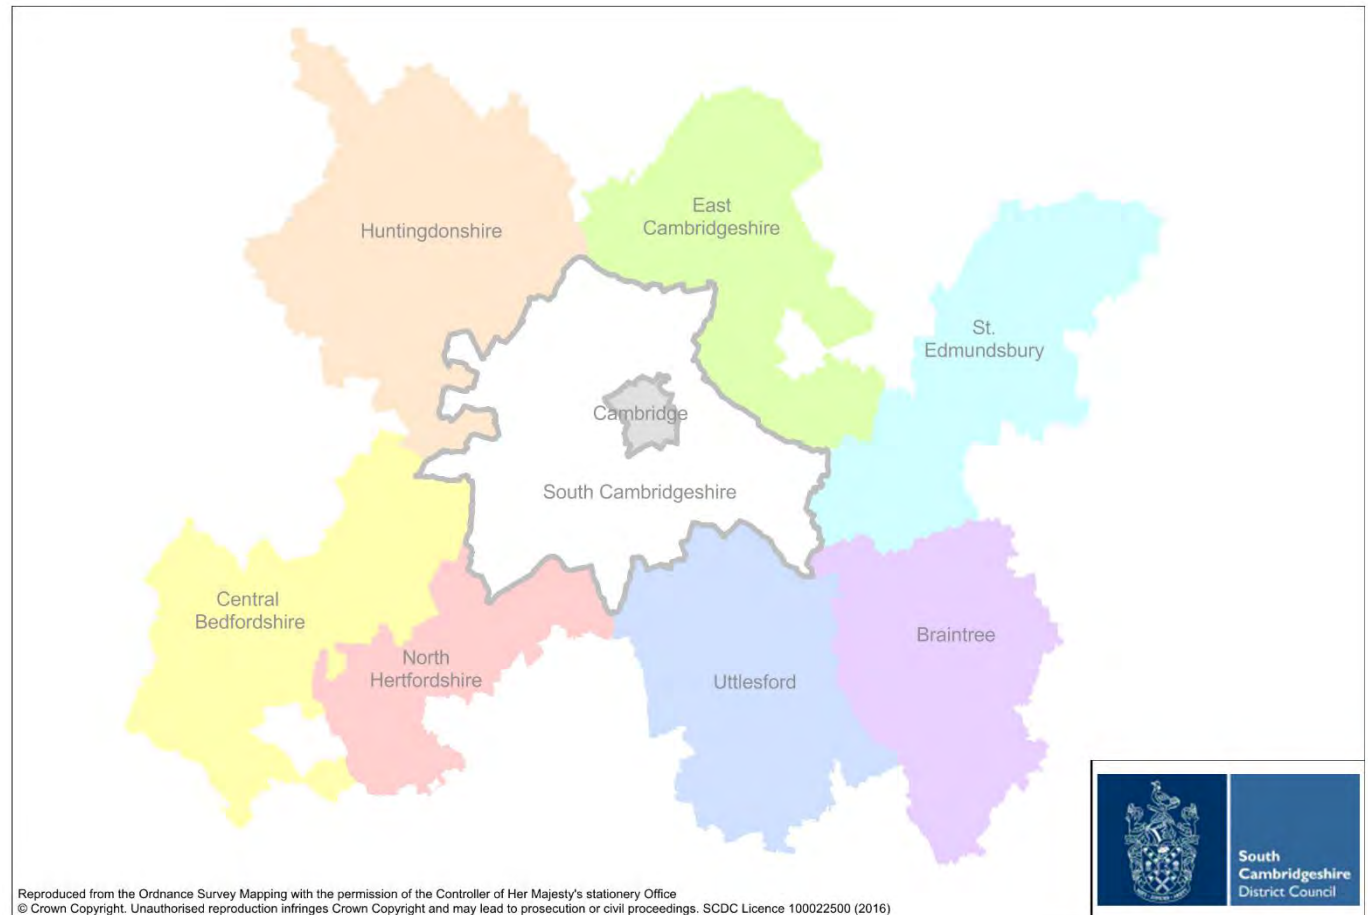 Huntingdonshire
East
Cambridgeshire
St.
Edmundsbury
Cambridge
South Cambridgeshire
Central
Bedfordshire
North
Hertfordshire
Uttlesford
Braintree
South
Cambridgeshire
District Council
Reproduced from the Ordnance Survey Mapping with the permission of the Controller of Her Majesty's stationery Office
© Crown Copyright. Unauthorised reproduction infringes Crown Copyright and may lead to prosecution or civil proceedings. SCDC Licence 100022500 (2016)